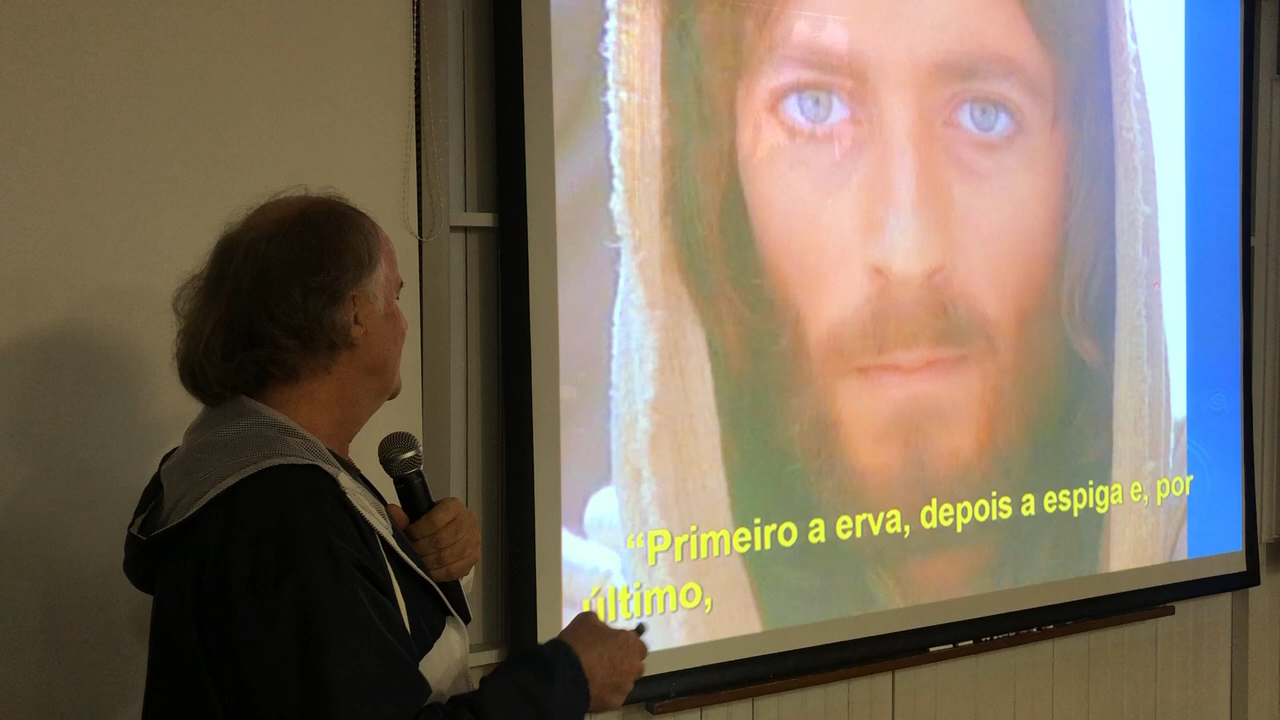 “Primeiro a erva, depois a espiga e, por
último,